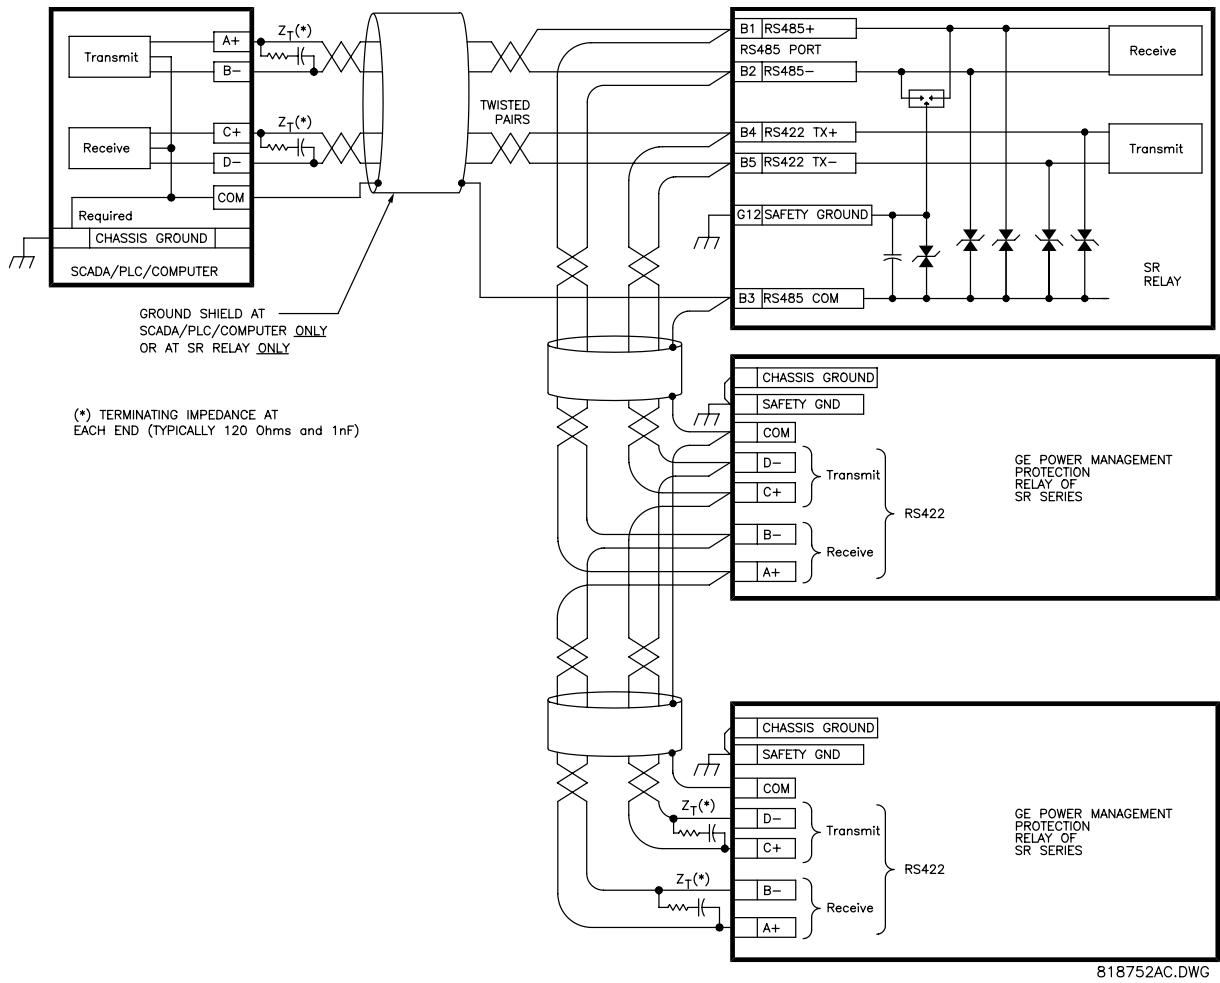 Transmit
A+
B-
Z_T(*)
Receive
C+
D-
Z_T(*)
COM
Required
CHASSIS GROUND
SCADA/PLC/COMPUTER
TWISTED
PAIRS
GROUND SHIELD AT
SCADA/PLC/COMPUTER ONLY
OR AT SR RELAY ONLY
(*) TERMINATING IMPEDANCE AT
EACH END (TYPICALLY 120 Ohms and 1nF)
B1 RS485+
RS485 PORT
B2 RS485-
B4 RS422 TX+
B5 RS422 TX-
G12 SAFETY GROUND
B3 RS485 COM
Receive
Transmit
SR
RELAY
CHASSIS GROUND
SAFETY GND
COM
D-
C+
Transmit
B-
A+
Receive
RS422
GE POWER MANAGEMENT
PROTECTION
RELAY OF
SR SERIES
CHASSIS GROUND
SAFETY GND
COM
Z_T(*)
D-
C+
Transmit
Z_T(*)
B-
A+
Receive
RS422
GE POWER MANAGEMENT
PROTECTION
RELAY OF
SR SERIES
818752AC.DWG